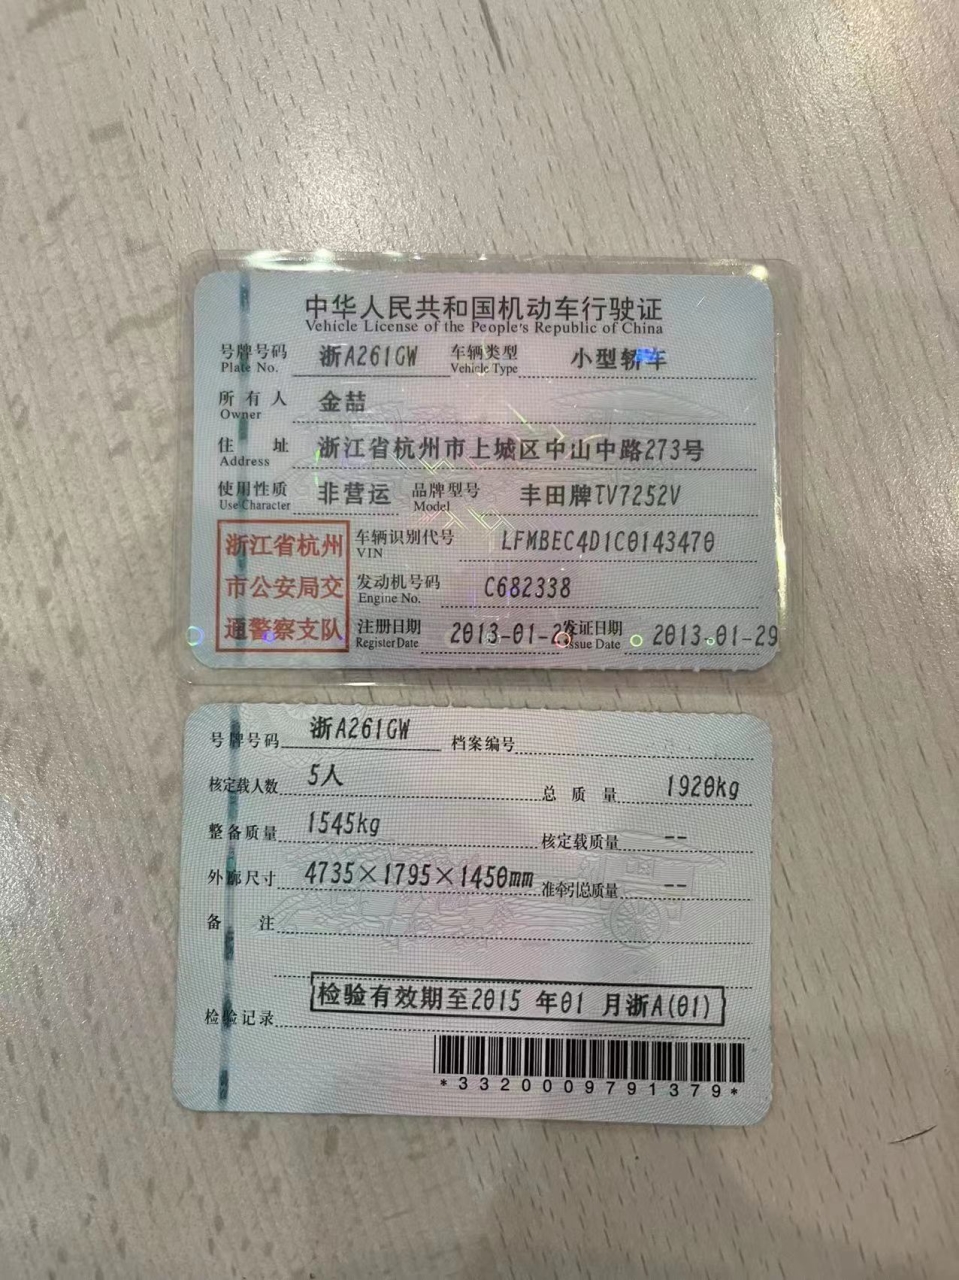 中华人民共和国机动车行驶证
Vehicle License of the People's Republic of China
号牌号码 浙A261GW 车辆类型 小型轿车
Plate No. Vehicle Type
所有人 金喆
Owner
住址 浙江省杭州市上城区中山中路273号
Address
使用性质 非营运 品牌型号 丰田牌TV7252V
Use Character Model
浙江省杭州
市公安局交
通警察支队
车辆识别代号 LFMBEC4D1C0143470
VIN
发动机号码 C682338
Engine No.
注册日期 2013-01-2 发证日期 2013-01-29
Register Date Issue Date
号牌号码 浙A261GW 档案编号
核定载人数 5人 总质量 1920kg
整备质量 1545kg 核定载质量 --
外廓尺寸 4735×1795×1450mm 准牵引总质量 --
备注
检验有效期至2015 年01 月浙A(01)
检验记录
*3320009791379*